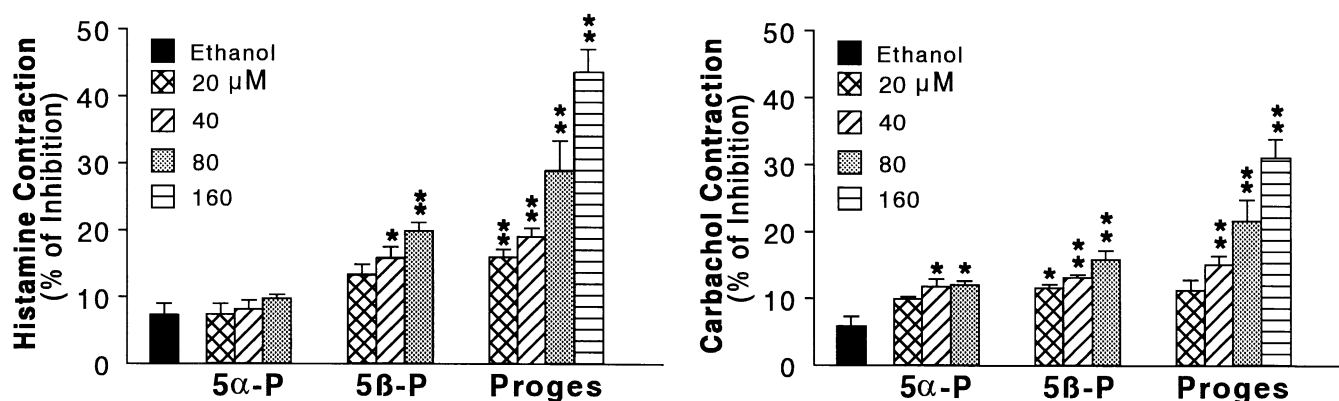 Histamine Contraction
(% of Inhibition)
50
40
30
20
10
0
Ethanol
20 µM
40
80
160
*
**
**
**
**
**
5α-P
5ß-P
Proges
Carbachol Contraction
(% of Inhibition)
50
40
30
20
10
0
Ethanol
20 µM
40
80
160
*
*
*
**
**
**
**
**
5α-P
5ß-P
Proges